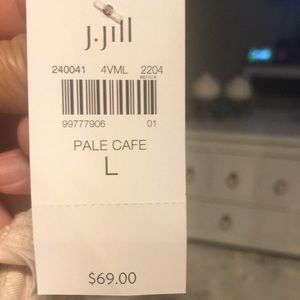 J.Jill
240041 4VML 2204
99777906 01
PALE CAFE
L
$69.00